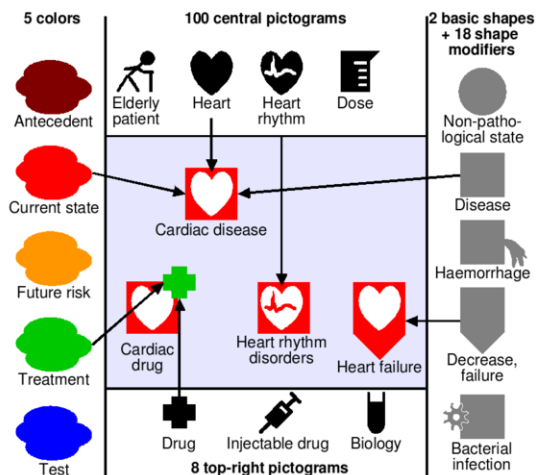 5 colors
100 central pictograms
2 basic shapes
+ 18 shape
modifiers
Antecedent
Elderly
patient
Heart
Heart
rhythm
Dose
Non-patho-
logical state
Current state
Cardiac disease
Disease
Future risk
Haemorrhage
Treatment
Cardiac
drug
Heart rhythm
disorders
Heart failure
Decrease,
failure
Test
Drug
Injectable drug
Biology
Bacterial
infection
8 top-right pictograms